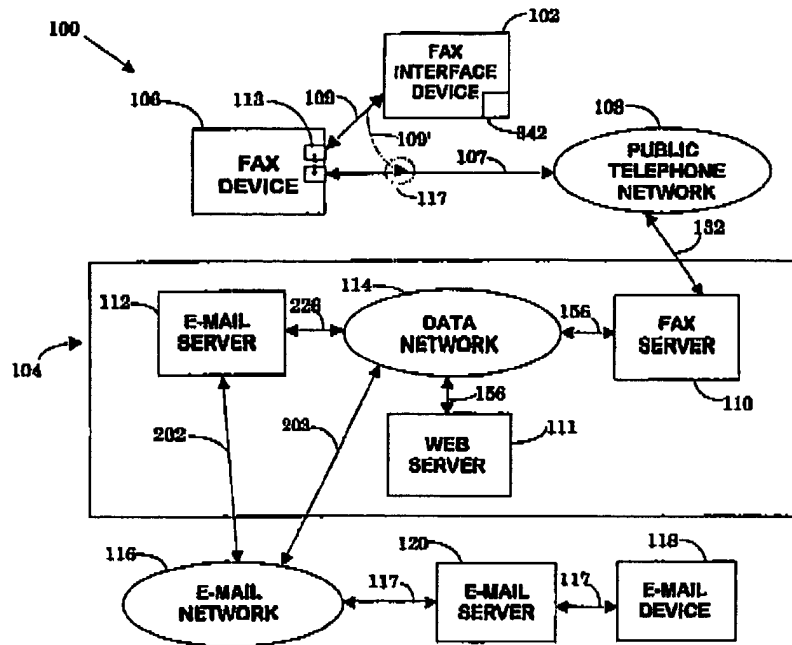 100
102
FAX
INTERFACE
DEVICE
342
106
113
109
109'
FAX
DEVICE
117
107
108
PUBLIC
TELEPHONE
NETWORK
132
104
112
E-MAIL
SERVER
226
114
DATA
NETWORK
156
FAX
SERVER
110
156
WEB
SERVER
111
202
203
116
E-MAIL
NETWORK
117
120
E-MAIL
SERVER
117
118
E-MAIL
DEVICE